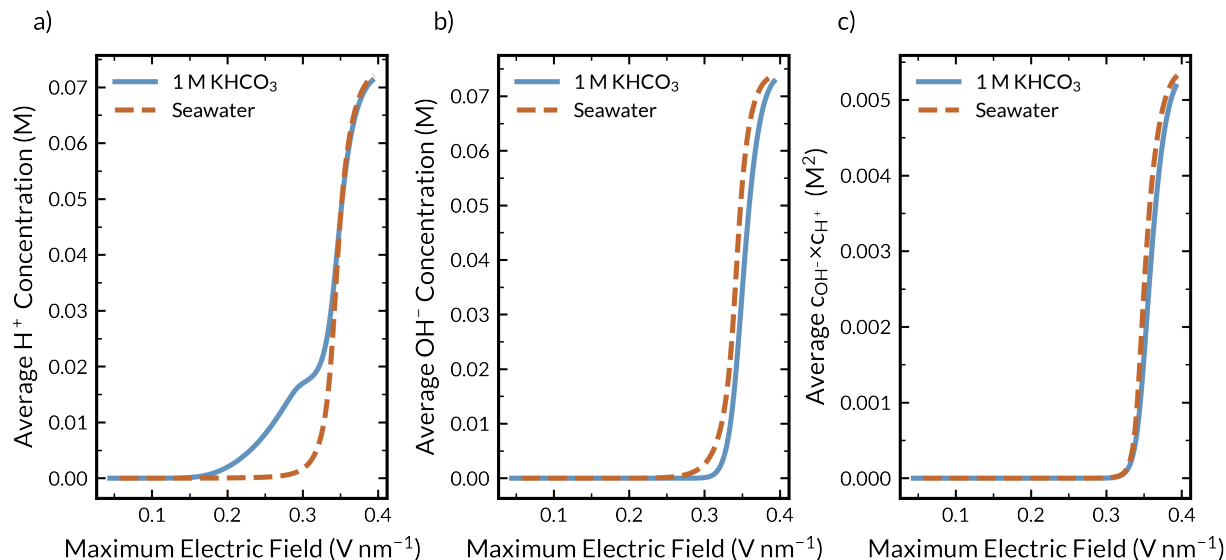 a)
Average H⁺ Concentration (M)
0.07
0.06
0.05
0.04
0.03
0.02
0.01
0.00
1 M KHCO₃
Seawater
0.1 0.2 0.3 0.4
Maximum Electric Field (V nm⁻¹)
b)
Average OH⁻ Concentration (M)
0.07
0.06
0.05
0.04
0.03
0.02
0.01
0.00
1 M KHCO₃
Seawater
0.1 0.2 0.3 0.4
Maximum Electric Field (V nm⁻¹)
c)
Average c_OH⁻×c_H⁺ (M²)
0.005
0.004
0.003
0.002
0.001
0.000
1 M KHCO₃
Seawater
0.1 0.2 0.3 0.4
Maximum Electric Field (V nm⁻¹)